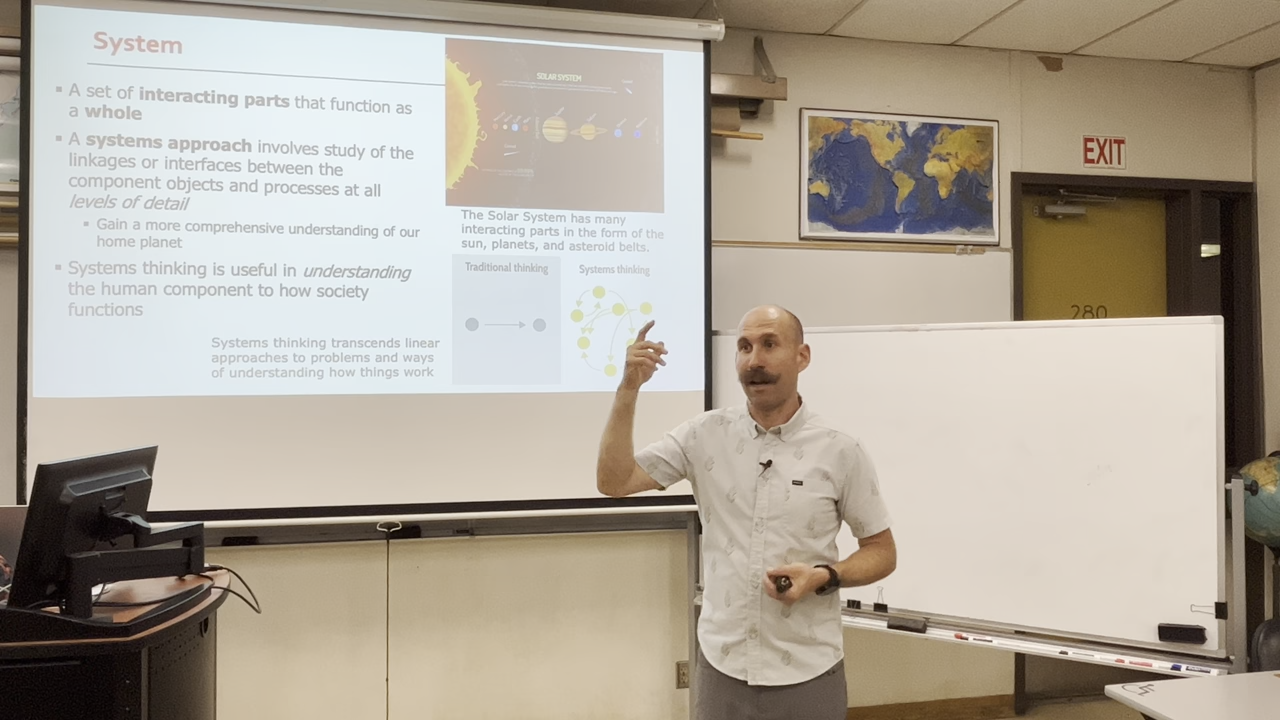 System
A set of interacting parts that function as
a whole
A systems approach involves study of the
linkages or interfaces between the
component objects and processes at all
levels of detail
Gain a more comprehensive understanding of our
home planet
Systems thinking is useful in understanding
the human component to how society
functions
Systems thinking transcends linear
approaches to problems and ways
of understanding how things work
SOLAR SYSTEM
The Solar System has many
interacting parts in the form of the
sun, planets, and asteroid belts.
Traditional thinking
Systems thinking
EXIT
280